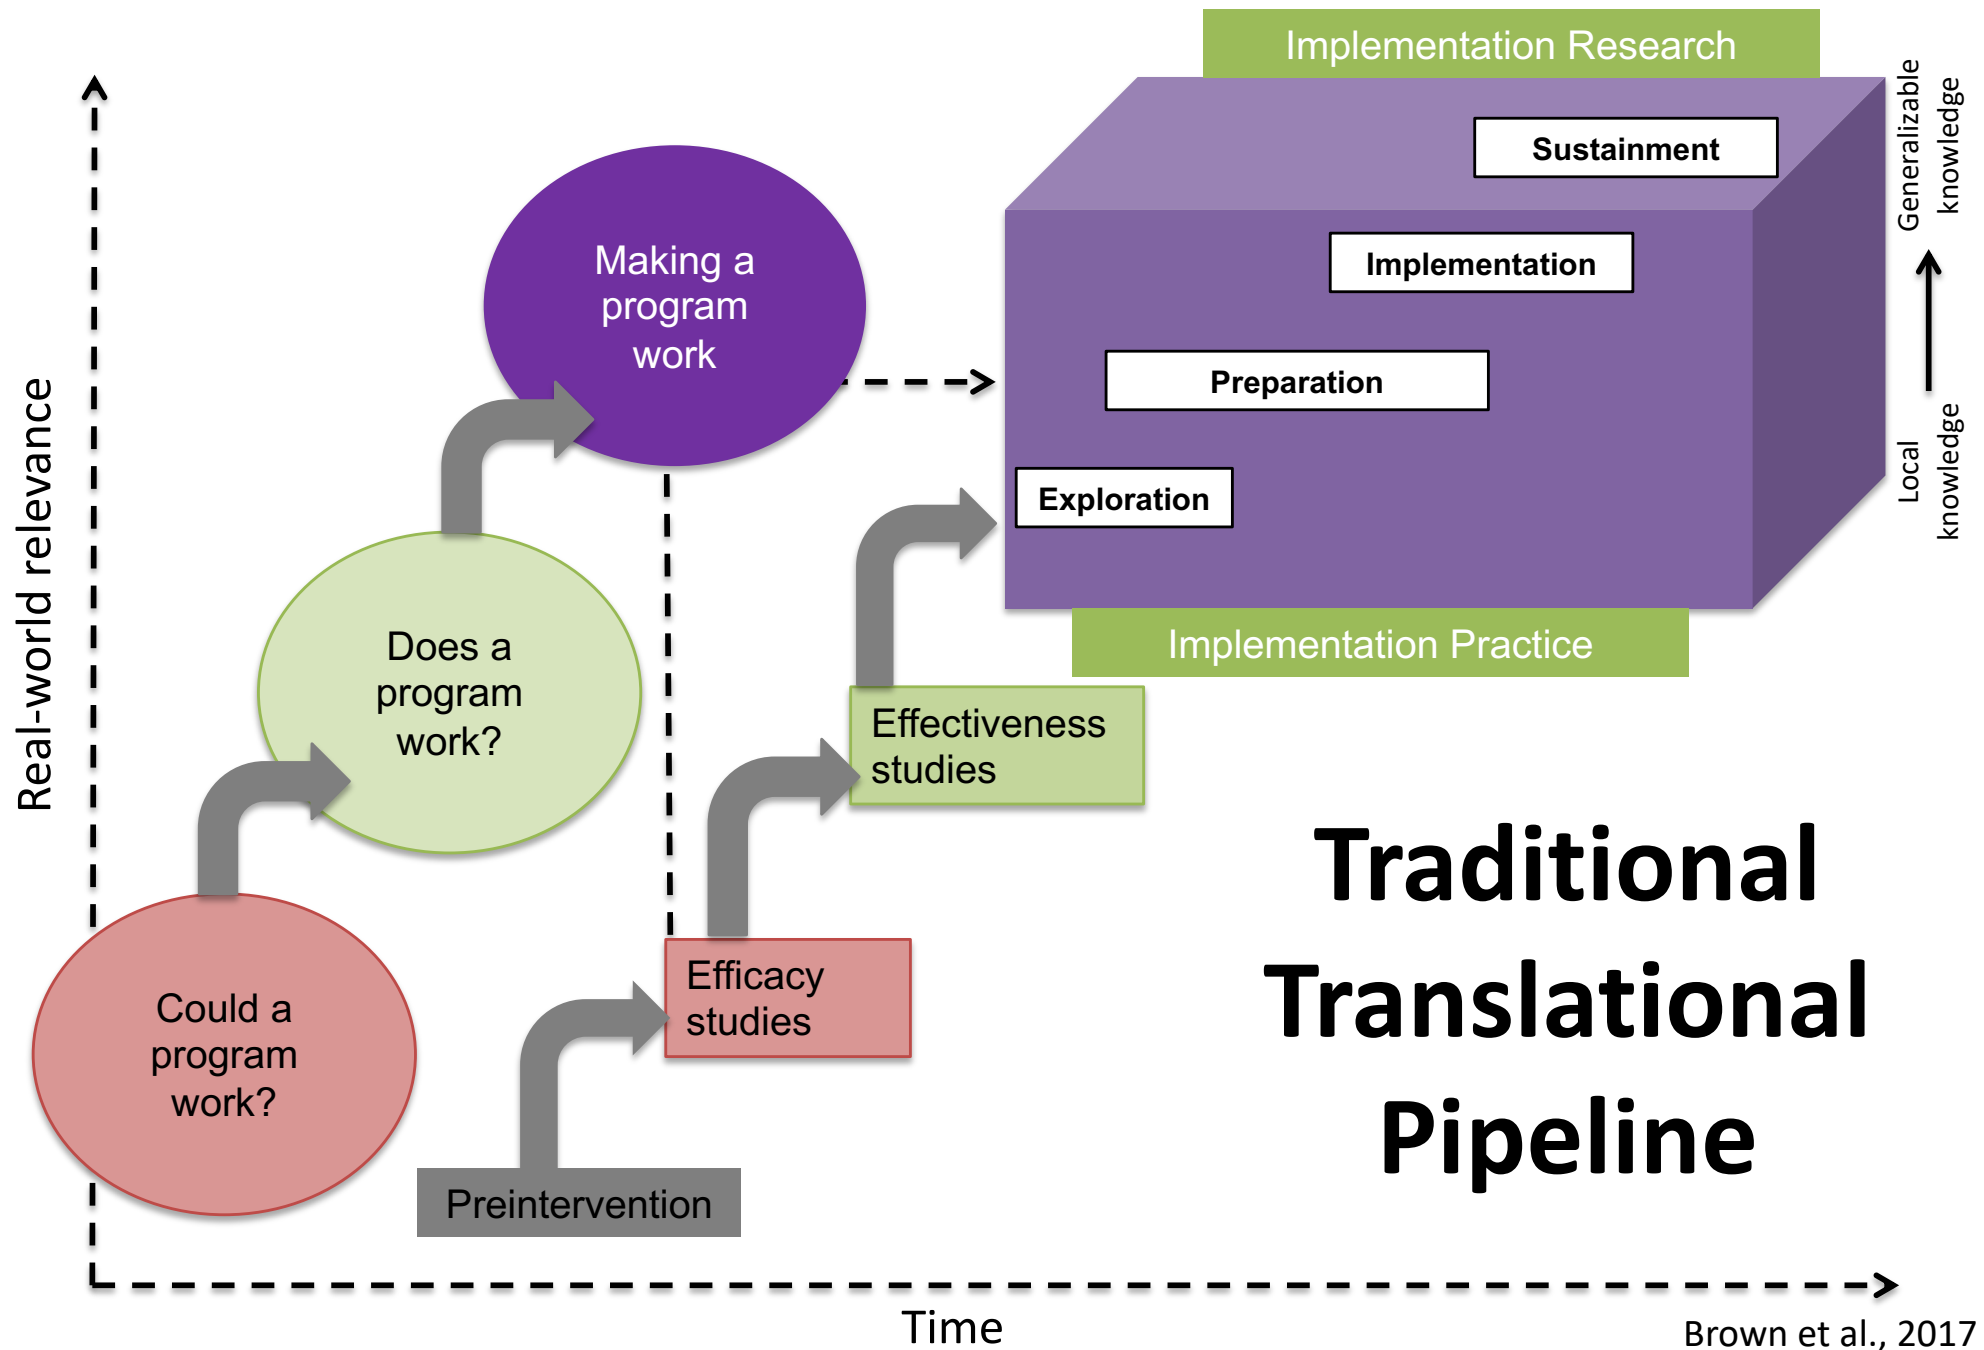 Implementation Research
Generalizable
knowledge
Sustainment
Making a
program
work
Implementation
Preparation
Real-world relevance
Local
knowledge
Exploration
Does a
program
work?
Implementation Practice
Effectiveness
studies
Traditional
Translational
Pipeline
Efficacy
studies
Could a
program
work?
Preintervention
Time
Brown et al., 2017